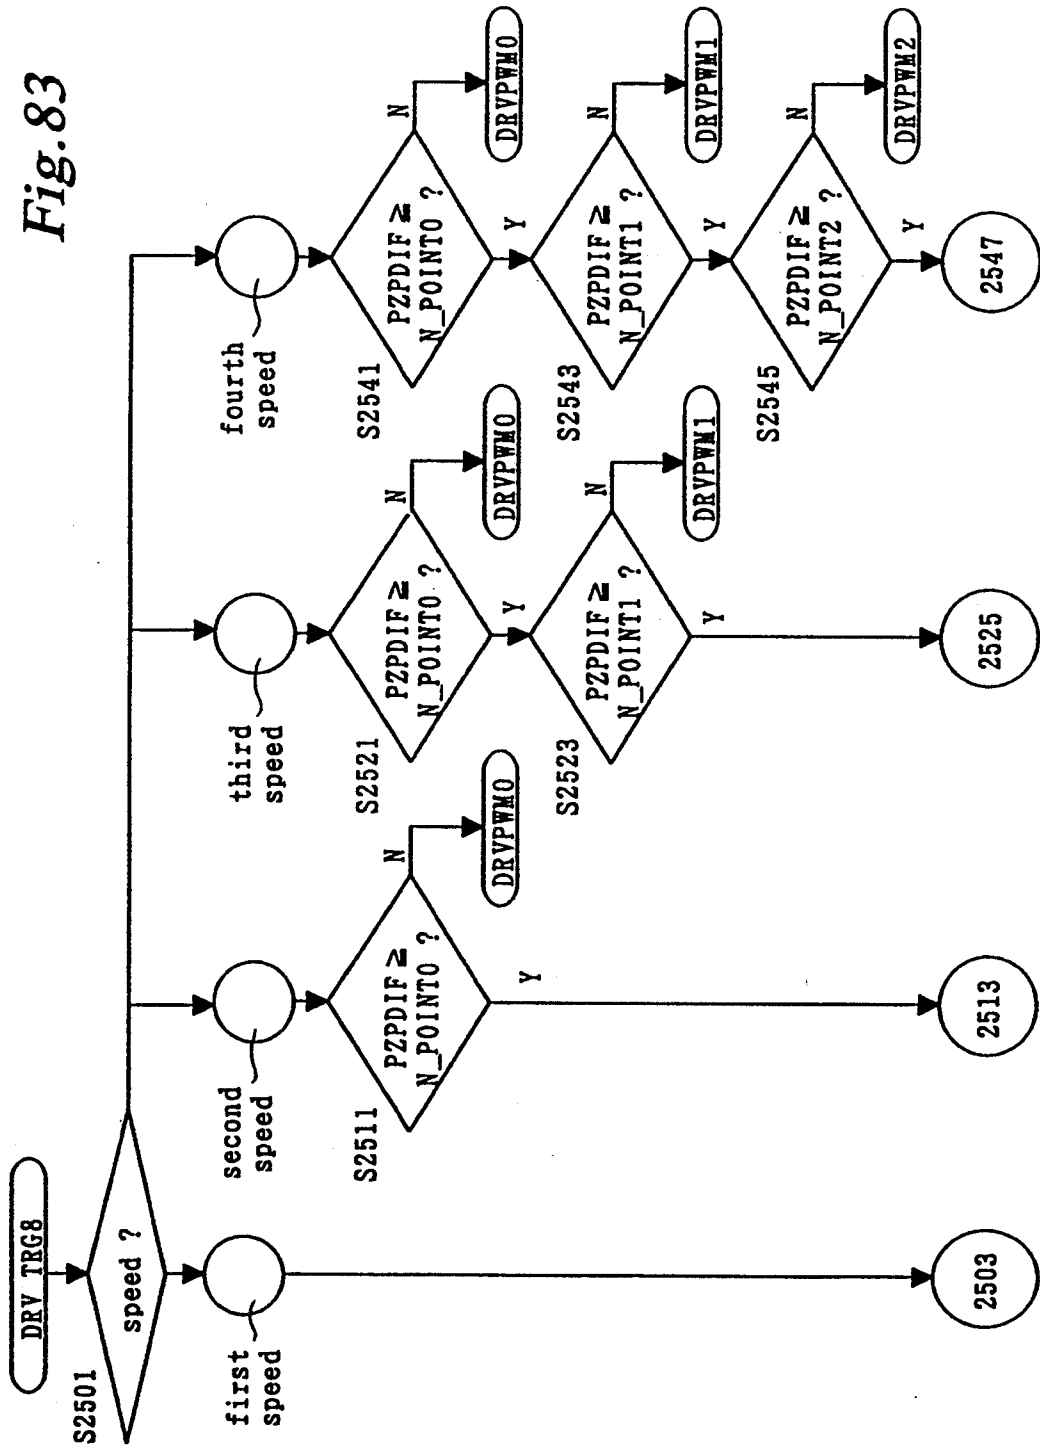 Fig.83
DRV TRG8
S2501
speed ?
first
speed
2503
second
speed
S2511
PZPDIF ≧
N_POINT0 ?
N
DRVPWM0
Y
2513
third
speed
S2521
PZPDIF ≧
N_POINT0 ?
N
DRVPWM0
Y
S2523
PZPDIF ≧
N_POINT1 ?
N
DRVPWM1
Y
2525
fourth
speed
S2541
PZPDIF ≧
N_POINT0 ?
N
DRVPWM0
Y
S2543
PZPDIF ≧
N_POINT1 ?
N
DRVPWM1
Y
S2545
PZPDIF ≧
N_POINT2 ?
N
DRVPWM2
Y
2547